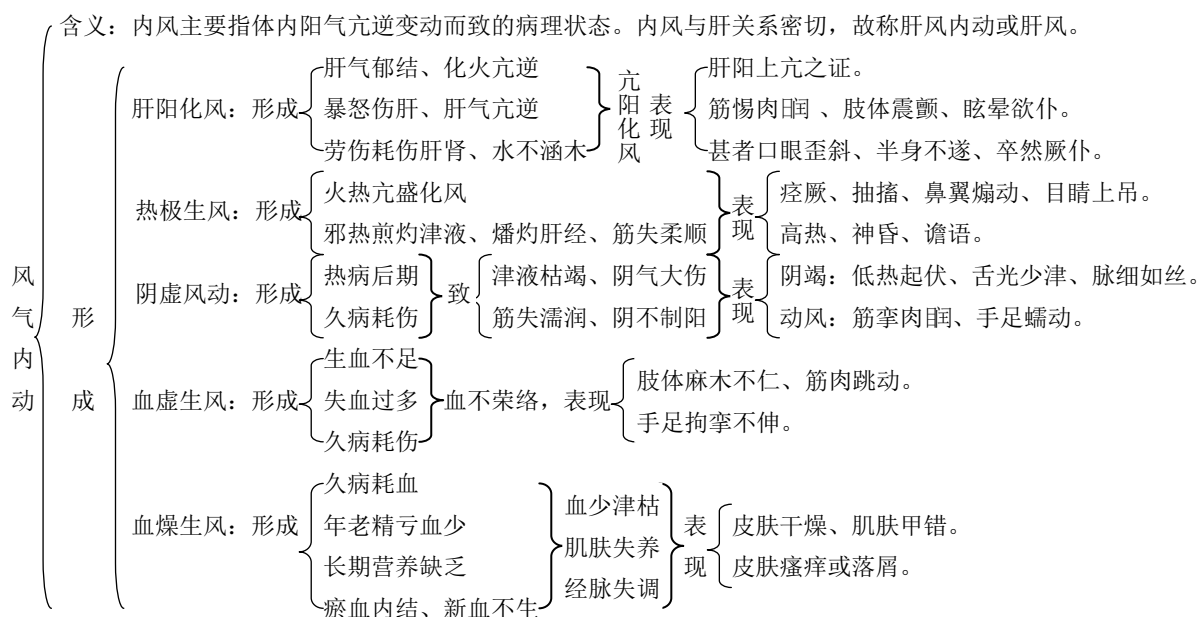 含义：内风主要指体内阳气亢逆变动而致的病理状态。内风与肝关系密切，故称肝风内动或肝风。
风气内动
形成
肝阳化风：形成
肝气郁结、化火亢逆
暴怒伤肝、肝气亢逆
劳伤耗伤肝肾、水不涵木
亢阳化风
表现
肝阳上亢之证。
筋惕肉瞤、肢体震颤、眩晕欲仆。
甚者口眼歪斜、半身不遂、卒然厥仆。
热极生风：形成
火热亢盛化风
邪热煎灼津液、燔灼肝经、筋失柔顺
表现
痉厥、抽搐、鼻翼煽动、目睛上吊。
高热、神昏、谵语。
阴虚风动：形成
热病后期
久病耗伤
致
津液枯竭、阴气大伤
筋失濡润、阴不制阳
表现
阴竭：低热起伏、舌光少津、脉细如丝。
动风：筋挛肉瞤、手足蠕动。
血虚生风：形成
生血不足
失血过多
久病耗伤
血不荣络，表现
肢体麻木不仁、筋肉跳动。
手足拘挛不伸。
血燥生风：形成
久病耗血
年老精亏血少
长期营养缺乏
瘀血内结、新血不生
血少津枯
肌肤失养
经脉失调
表现
皮肤干燥、肌肤甲错。
皮肤瘙痒或落屑。